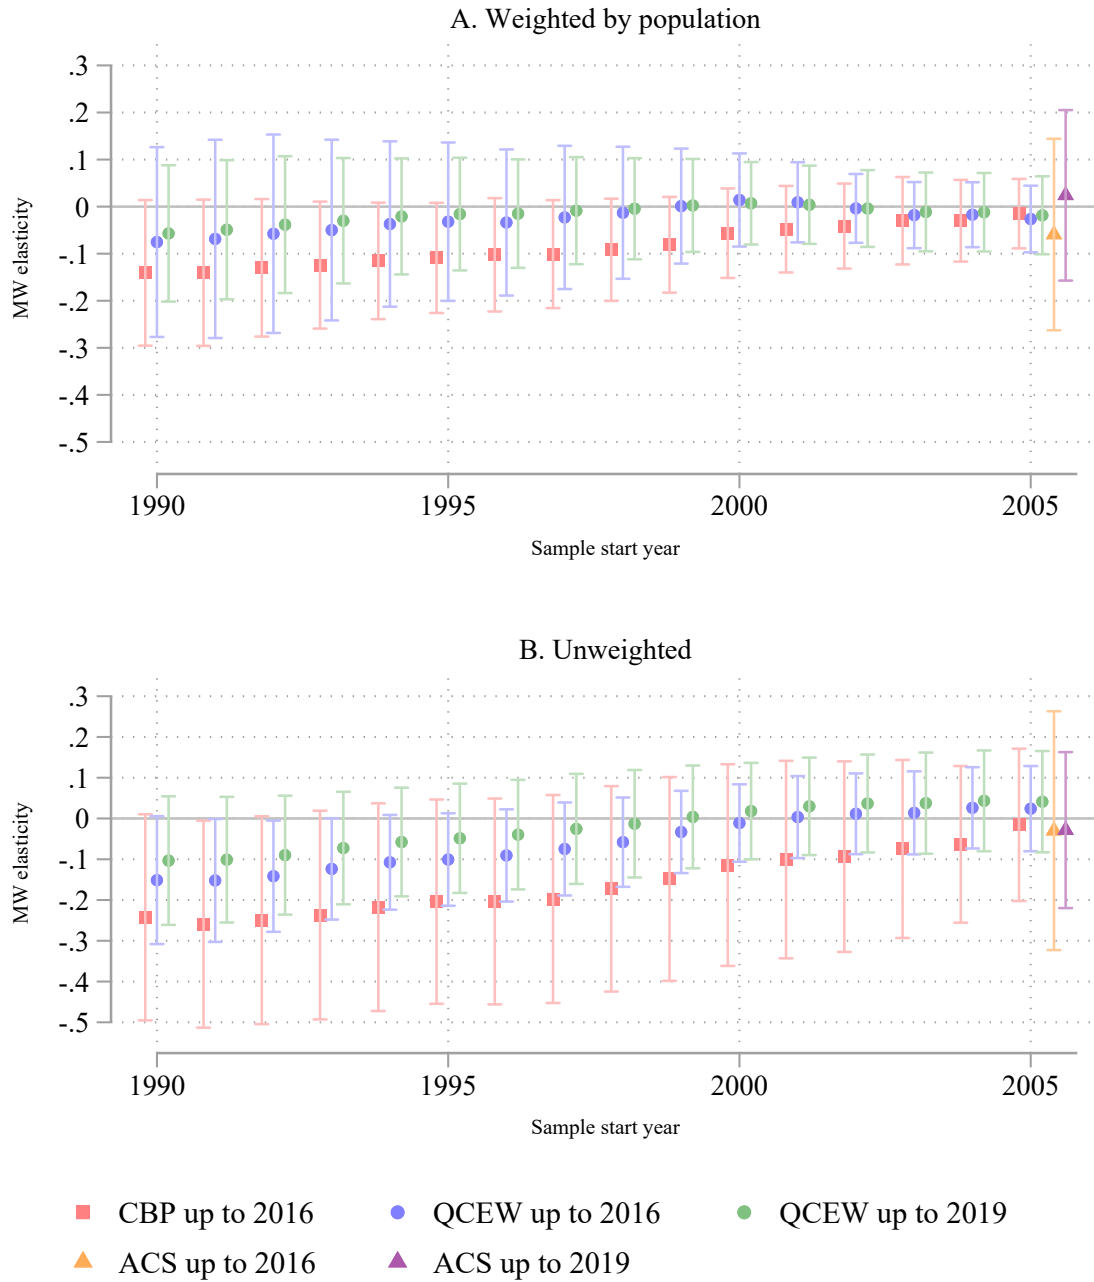 A. Weighted by population
MW elasticity
.3
.2
.1
0
-.1
-.2
-.3
-.4
-.5
1990 1995 2000 2005
Sample start year
B. Unweighted
MW elasticity
.3
.2
.1
0
-.1
-.2
-.3
-.4
-.5
1990 1995 2000 2005
Sample start year
CBP up to 2016 QCEW up to 2016 QCEW up to 2019
ACS up to 2016 ACS up to 2019